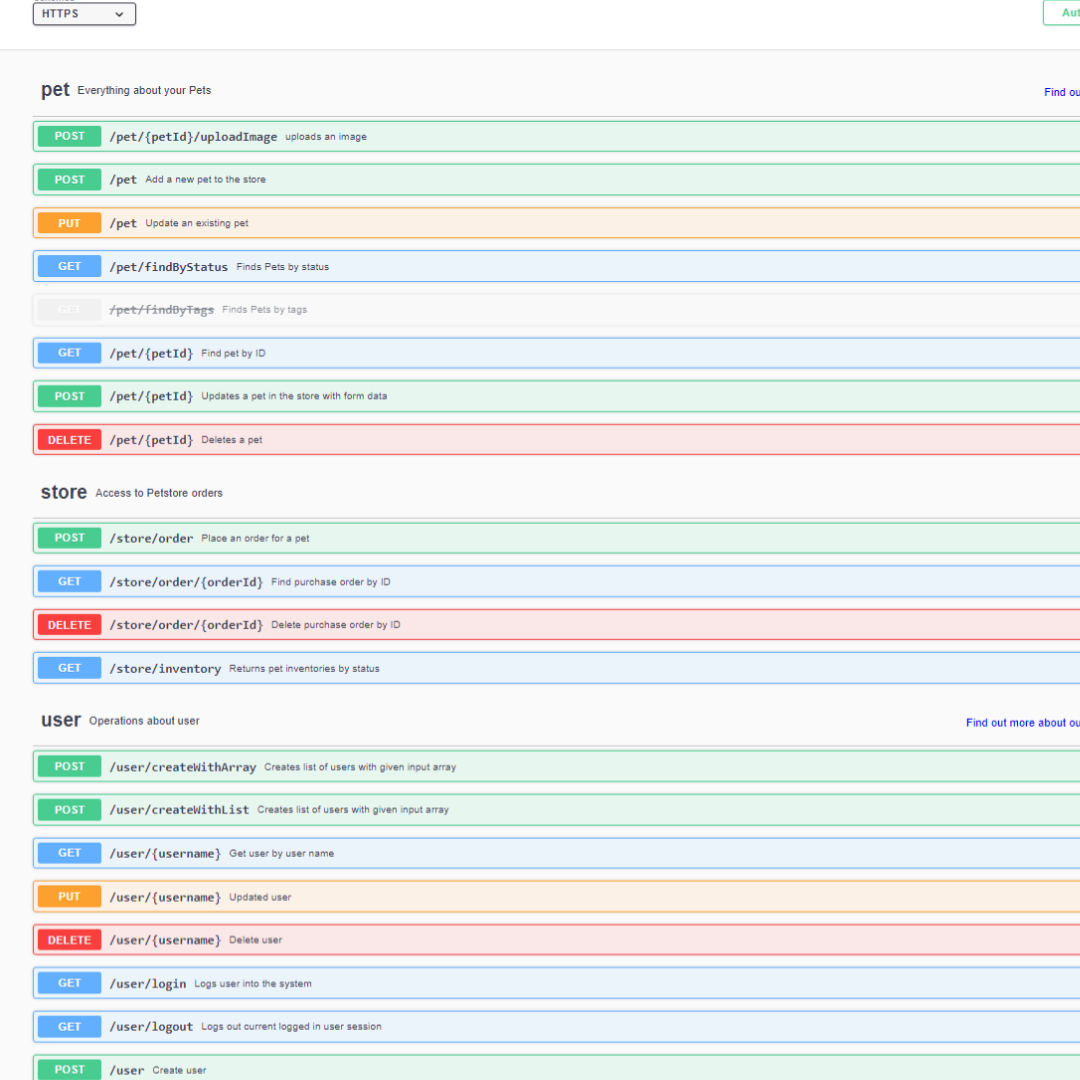 HTTPS
Aut
pet Everything about your Pets
Find ou
POST /pet/{petId}/uploadImage uploads an image
POST /pet Add a new pet to the store
PUT /pet Update an existing pet
GET /pet/findByStatus Finds Pets by status
GET /pet/findByTags Finds Pets by tags
GET /pet/{petId} Find pet by ID
POST /pet/{petId} Updates a pet in the store with form data
DELETE /pet/{petId} Deletes a pet
store Access to Petstore orders
POST /store/order Place an order for a pet
GET /store/order/{orderId} Find purchase order by ID
DELETE /store/order/{orderId} Delete purchase order by ID
GET /store/inventory Returns pet inventories by status
user Operations about user
Find out more about ou
POST /user/createWithArray Creates list of users with given input array
POST /user/createWithList Creates list of users with given input array
GET /user/{username} Get user by user name
PUT /user/{username} Updated user
DELETE /user/{username} Delete user
GET /user/login Logs user into the system
GET /user/logout Logs out current logged in user session
POST /user Create user